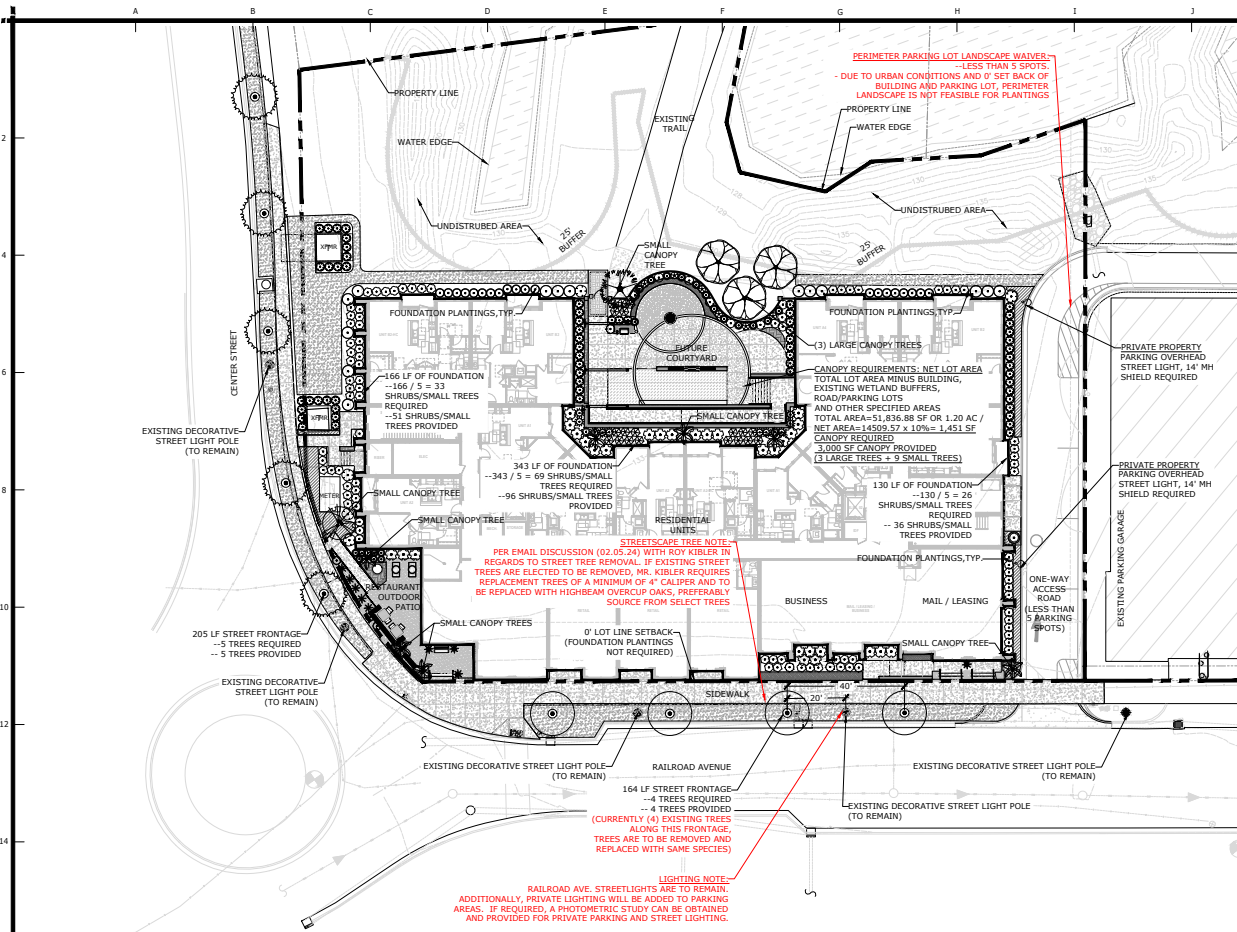 A B C D E F G H I J
2
4
6
8
10
12
14
PERIMETER PARKING LOT LANDSCAPE WAIVER:
--LESS THAN 5 SPOTS.
- DUE TO URBAN CONDITIONS AND 0' SET BACK OF
BUILDING AND PARKING LOT, PERIMETER
LANDSCAPE IS NOT FEASIBLE FOR PLANTINGS
PROPERTY LINE
WATER EDGE
UNDISTRUBED AREA
25'
BUFFER
EXISTING
TRAIL
PROPERTY LINE
WATER EDGE
UNDISTRUBED AREA
25'
BUFFER
130
135
128
129
130
135
SMALL
CANOPY
TREE
XFMR
FOUNDATION PLANTINGS,TYP.
FUTURE
COURTYARD
(3) LARGE CANOPY TREES
FOUNDATION PLANTINGS,TYP.
CENTER STREET
166 LF OF FOUNDATION
--166 / 5 = 33
SHRUBS/SMALL TREES
REQUIRED
--51 SHRUBS/SMALL
TREES PROVIDED
CANOPY REQUIREMENTS: NET LOT AREA
TOTAL LOT AREA MINUS BUILDING,
EXISTING WETLAND BUFFERS,
ROAD/PARKING LOTS
AND OTHER SPECIFIED AREAS
TOTAL AREA=51,836.88 SF OR 1.20 AC /
NET AREA=14509.57 x 10%= 1,451 SF
CANOPY REQUIRED
3,000 SF CANOPY PROVIDED
(3 LARGE TREES + 9 SMALL TREES)
PRIVATE PROPERTY
PARKING OVERHEAD
STREET LIGHT, 14' MH
SHIELD REQUIRED
SMALL CANOPY TREE
XFMR
EXISTING DECORATIVE
STREET LIGHT POLE
(TO REMAIN)
343 LF OF FOUNDATION
--343 / 5 = 69 SHRUBS/SMALL
TREES REQUIRED
--96 SHRUBS/SMALL TREES
PROVIDED
PRIVATE PROPERTY
PARKING OVERHEAD
STREET LIGHT, 14' MH
SHIELD REQUIRED
130 LF OF FOUNDATION
--130 / 5 = 26
SHRUBS/SMALL TREES
REQUIRED
-- 36 SHRUBS/SMALL
TREES PROVIDED
METER
SMALL CANOPY TREE
SMALL CANOPY TREE
RESIDENTIAL
UNITS
STREETSCAPE TREE NOTE:
PER EMAIL DISCUSSION (02.05.24) WITH ROY KIBLER IN
REGARDS TO STREET TREE REMOVAL. IF EXISTING STREET
TREES ARE ELECTED TO BE REMOVED, MR. KIBLER REQUIRES
REPLACEMENT TREES OF A MINIMUM OF 4" CALIPER AND TO
BE REPLACED WITH HIGHBEAM OVERCUP OAKS, PREFERABLY
SOURCE FROM SELECT TREES
FOUNDATION PLANTINGS,TYP.
EXISTING PARKING GARAGE
RESTAURANT
OUTDOOR
PATIO
BUSINESS
MAIL / LEASING
ONE-WAY
ACCESS
ROAD
(LESS THAN
5 PARKING
SPOTS)
SMALL CANOPY TREES
205 LF STREET FRONTAGE
--5 TREES REQUIRED
-- 5 TREES PROVIDED
0' LOT LINE SETBACK
(FOUNDATION PLANTINGS
NOT REQUIRED)
SMALL CANOPY TREE
EXISTING DECORATIVE
STREET LIGHT POLE
(TO REMAIN)
SIDEWALK
40'
20'
EXISTING DECORATIVE STREET LIGHT POLE
(TO REMAIN)
RAILROAD AVENUE
EXISTING DECORATIVE STREET LIGHT POLE
(TO REMAIN)
164 LF STREET FRONTAGE
--4 TREES REQUIRED
-- 4 TREES PROVIDED
(CURRENTLY (4) EXISTING TREES
ALONG THIS FRONTAGE,
TREES ARE TO BE REMOVED AND
REPLACED WITH SAME SPECIES)
EXISTING DECORATIVE STREET LIGHT POLE
(TO REMAIN)
LIGHTING NOTE:
RAILROAD AVE. STREETLIGHTS ARE TO REMAIN.
ADDITIONALLY, PRIVATE LIGHTING WILL BE ADDED TO PARKING
AREAS. IF REQUIRED, A PHOTOMETRIC STUDY CAN BE OBTAINED
AND PROVIDED FOR PRIVATE PARKING AND STREET LIGHTING.